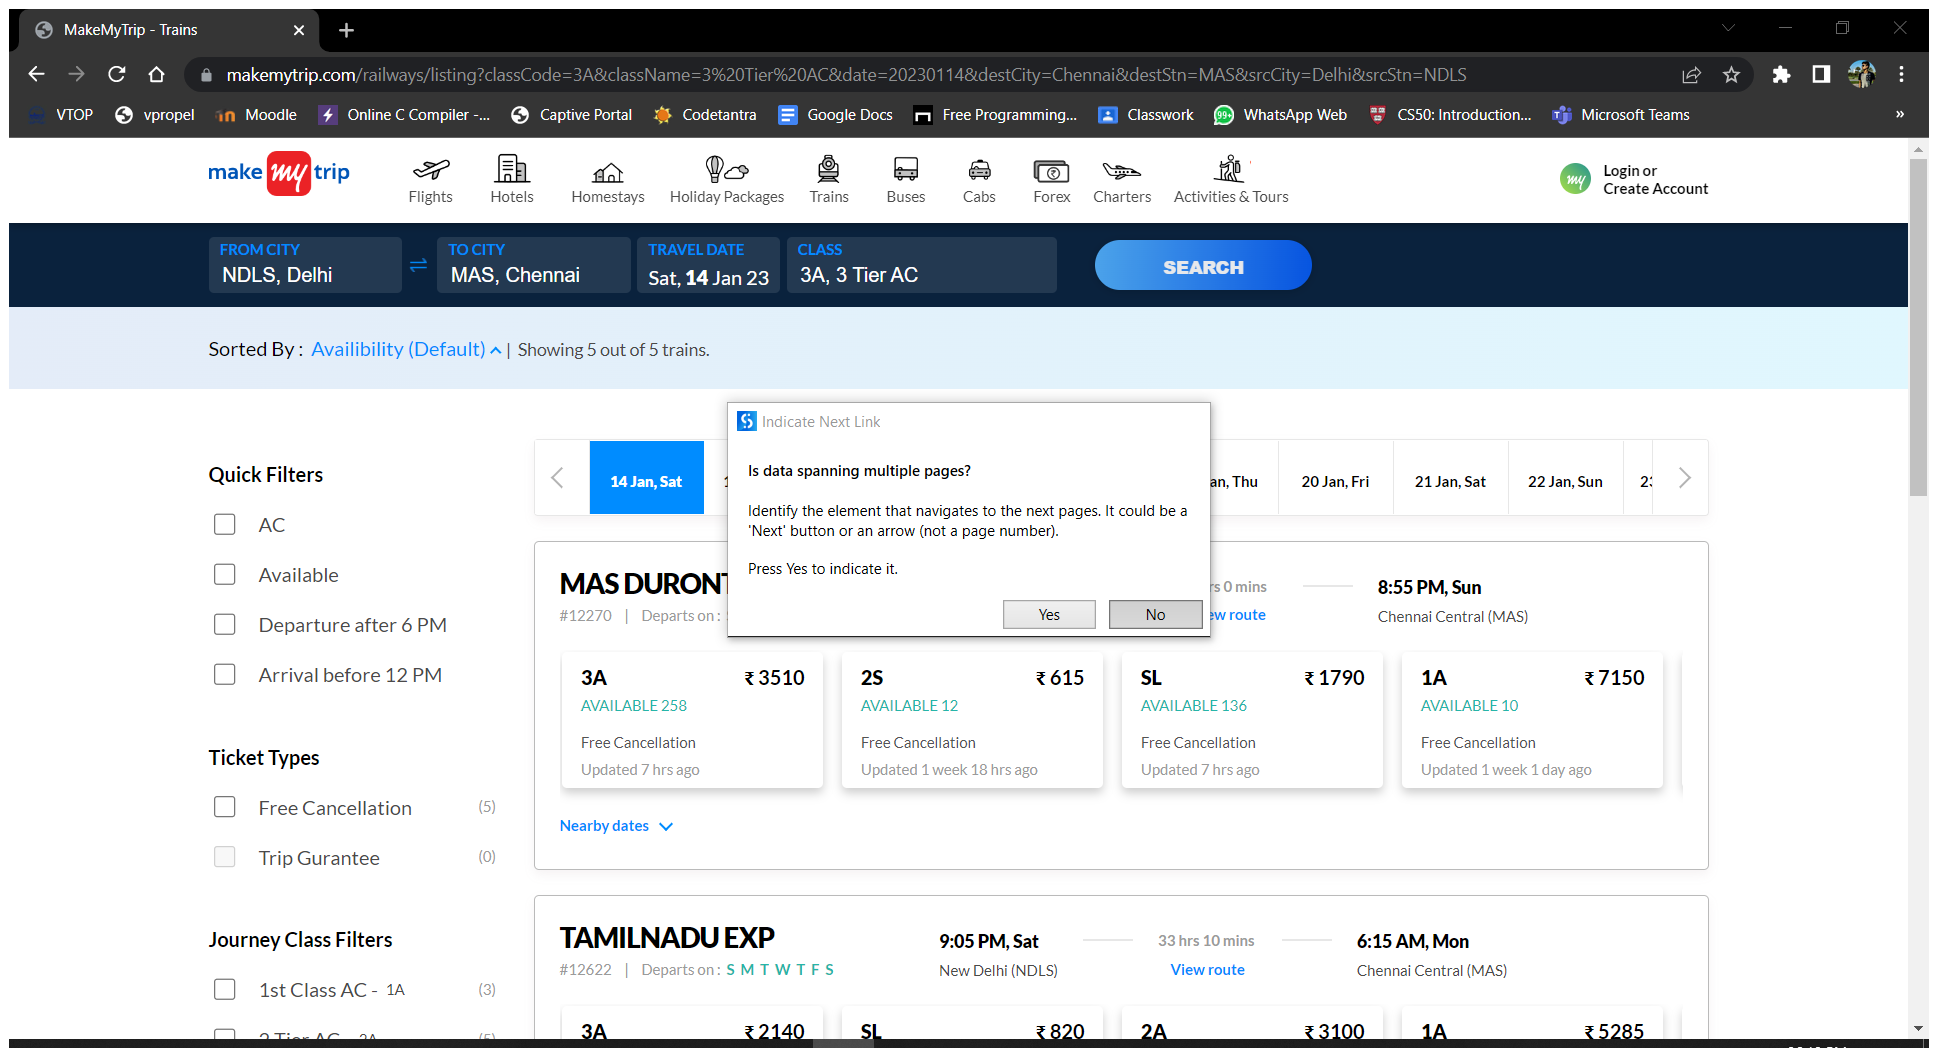 MakeMyTrip - Trains
makemytrip.com/railways/listing?classCode=3A&className=3%20Tier%20AC&date=20230114&destCity=Chennai&destStn=MAS&srcCity=Delhi&srcStn=NDLS
VTOP vpropel Moodle Online C Compiler -... Captive Portal Codetantra Google Docs Free Programming... Classwork 99+ WhatsApp Web CS50: Introduction... Microsoft Teams »
make my trip
Flights Hotels Homestays Holiday Packages Trains Buses Cabs Forex Charters Activities & Tours
my Login or
Create Account
FROM CITY TO CITY TRAVEL DATE CLASS
NDLS, Delhi MAS, Chennai Sat, 14 Jan 23 3A, 3 Tier AC SEARCH
Sorted By : Availibility (Default) | Showing 5 out of 5 trains.
Indicate Next Link
Is data spanning multiple pages?
Identify the element that navigates to the next pages. It could be a
'Next' button or an arrow (not a page number).
Press Yes to indicate it.
Yes No
Quick Filters
AC
Available
Departure after 6 PM
Arrival before 12 PM
Ticket Types
Free Cancellation (5)
Trip Gurantee (0)
Journey Class Filters
1st Class AC - 1A (3)
2 Tier AC - 2A (5)
14 Jan, Sat 1 an, Thu 20 Jan, Fri 21 Jan, Sat 22 Jan, Sun 23
MAS DURONT rs 0 mins 8:55 PM, Sun
#12270 | Departs on : ew route Chennai Central (MAS)
3A ₹ 3510 2S ₹ 615 SL ₹ 1790 1A ₹ 7150
AVAILABLE 258 AVAILABLE 12 AVAILABLE 136 AVAILABLE 10
Free Cancellation Free Cancellation Free Cancellation Free Cancellation
Updated 7 hrs ago Updated 1 week 18 hrs ago Updated 7 hrs ago Updated 1 week 1 day ago
Nearby dates
TAMILNADU EXP 9:05 PM, Sat 33 hrs 10 mins 6:15 AM, Mon
#12622 | Departs on : S M T W T F S New Delhi (NDLS) View route Chennai Central (MAS)
3A ₹ 2140 SL ₹ 820 2A ₹ 3100 1A ₹ 5285